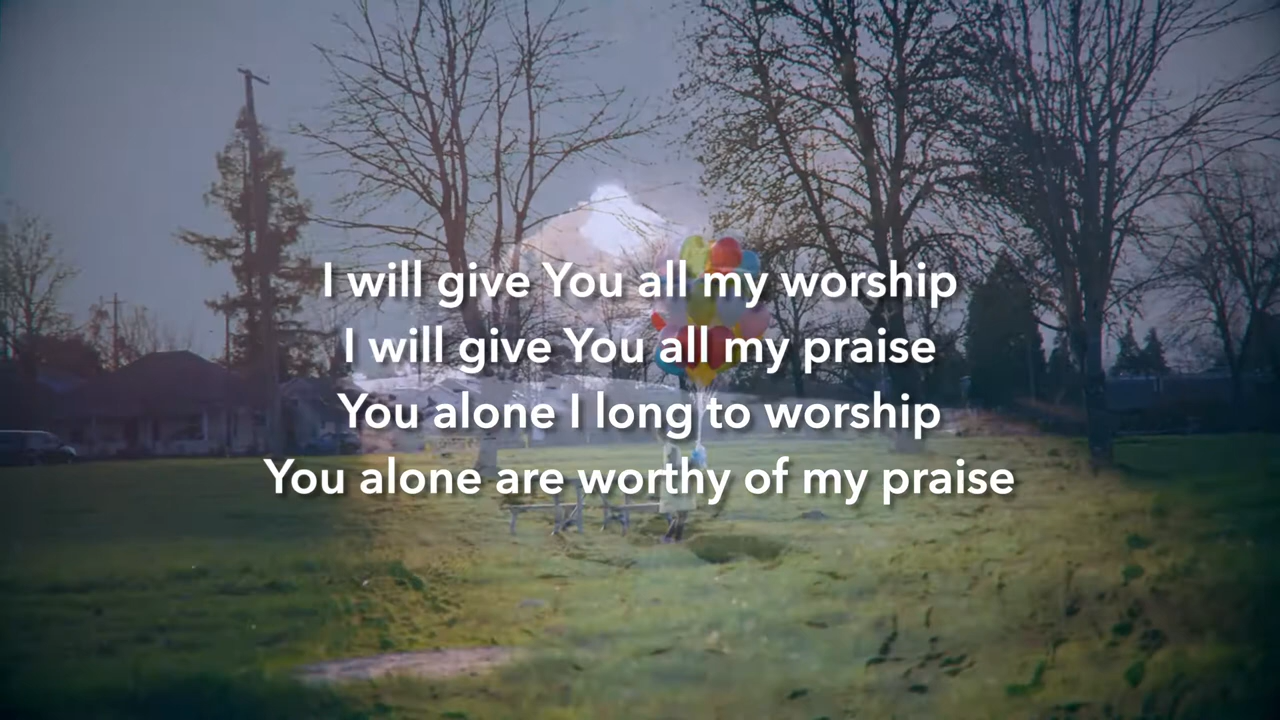 I will give You all my worship
I will give You all my praise
You alone I long to worship
You alone are worthy of my praise